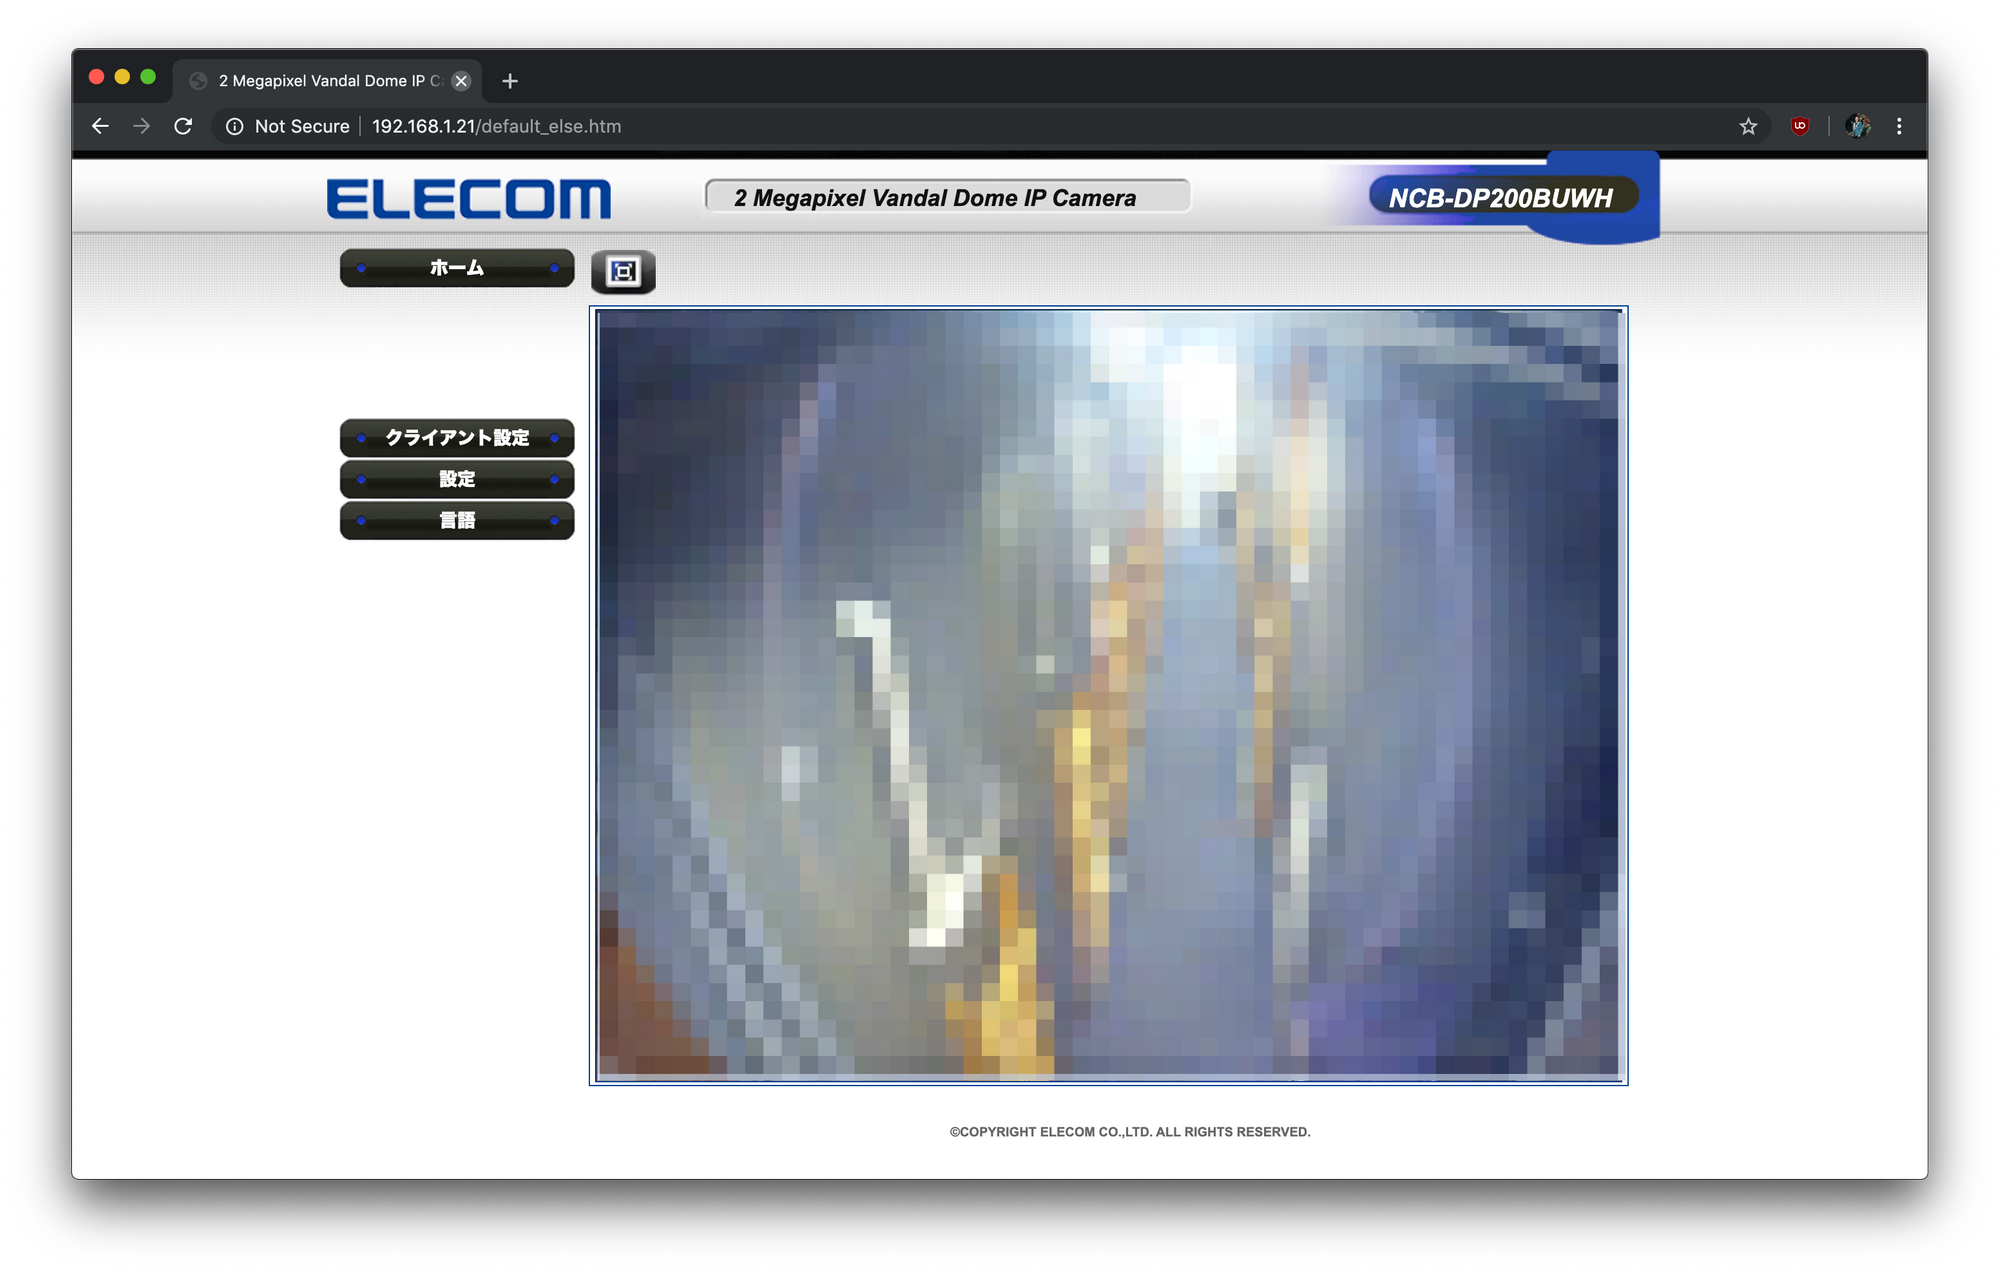 2 Megapixel Vandal Dome IP C
Not Secure
192.168.1.21/default_else.htm
ELECOM
2 Megapixel Vandal Dome IP Camera
NCB-DP200BUWH
ホーム
クライアント設定
設定
言語
©COPYRIGHT ELECOM CO.,LTD. ALL RIGHTS RESERVED.